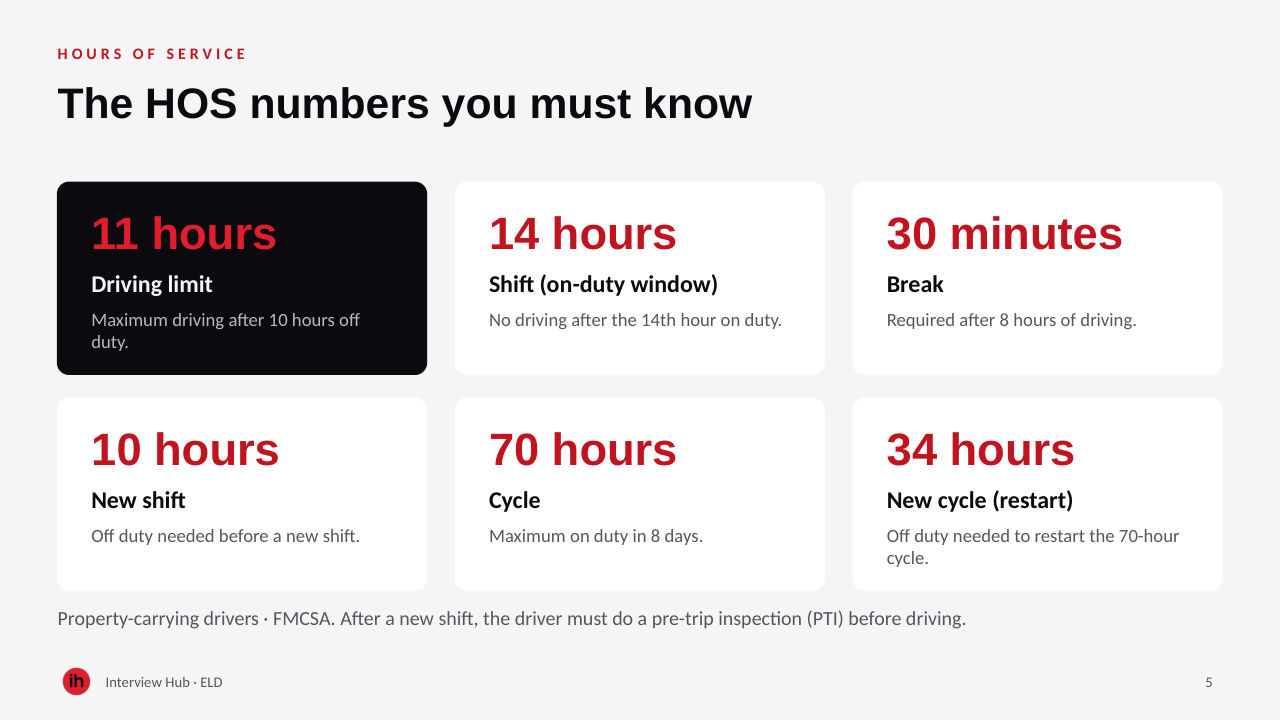 HOURS OF SERVICE
The HOS numbers you must know
11 hours
Driving limit
Maximum driving after 10 hours off
duty.
14 hours
Shift (on-duty window)
No driving after the 14th hour on duty.
30 minutes
Break
Required after 8 hours of driving.
10 hours
New shift
Off duty needed before a new shift.
70 hours
Cycle
Maximum on duty in 8 days.
34 hours
New cycle (restart)
Off duty needed to restart the 70-hour
cycle.
Property-carrying drivers · FMCSA. After a new shift, the driver must do a pre-trip inspection (PTI) before driving.
ih
Interview Hub · ELD
5